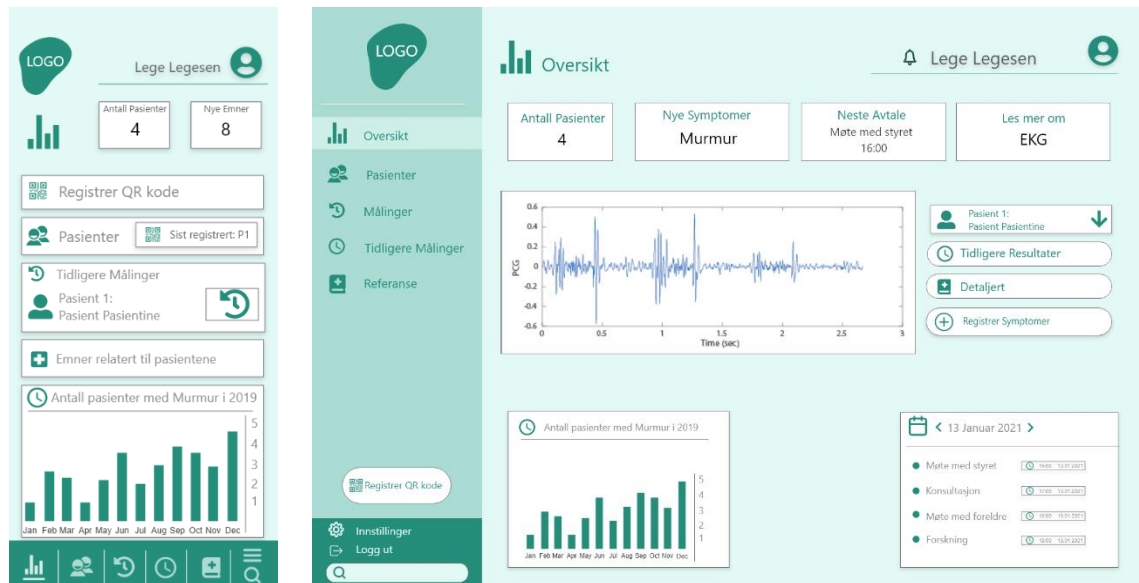 LOGO
Lege Legesen
Antall Pasienter
4
Nye Emner
8
Registrer QR kode
Pasienter
Sist registrert: P1
Tidligere Målinger
Pasient 1:
Pasient Pasientine
Emner relatert til pasientene
Antall pasienter med Murmur i 2019
5
4
3
2
1
Jan Feb Mar Apr May Jun Jul Aug Sep Oct Nov Dec
LOGO
Oversikt
Pasienter
Målinger
Tidligere Målinger
Referanse
Registrer QR kode
Innstillinger
Logg ut
Oversikt
Lege Legesen
Antall Pasienter
4
Nye Symptomer
Murmur
Neste Avtale
Møte med styret
16:00
Les mer om
EKG
PCG
0.6
0.4
0.2
0
-0.2
-0.4
-0.6
0 0.5 1 1.5 2 2.5 3
Time (sec)
Pasient 1:
Pasient Pasientine
Tidligere Resultater
Detaljert
Registrer Symptomer
Antall pasienter med Murmur i 2019
5
4
3
2
1
Jan Feb Mar Apr May Jun Jul Aug Sep Oct Nov Dec
13 Januar 2021
Møte med styret
Konsultasjon
Møte med foreldre
Forskning